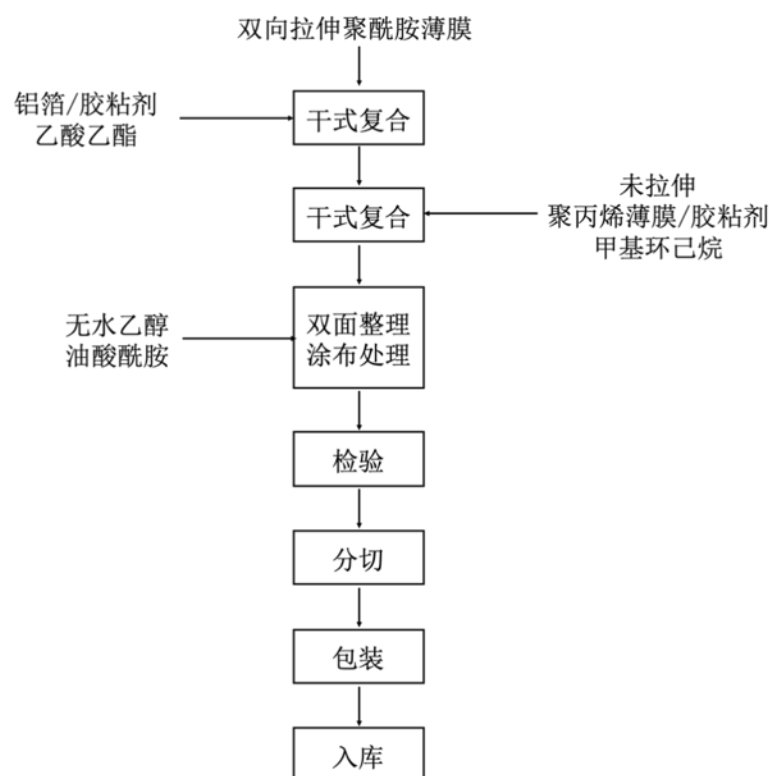 双向拉伸聚酰胺薄膜
铝箔/胶粘剂
乙酸乙酯
干式复合
干式复合
未拉伸
聚丙烯薄膜/胶粘剂
甲基环己烷
无水乙醇
油酸酰胺
双面整理
涂布处理
检验
分切
包装
入库